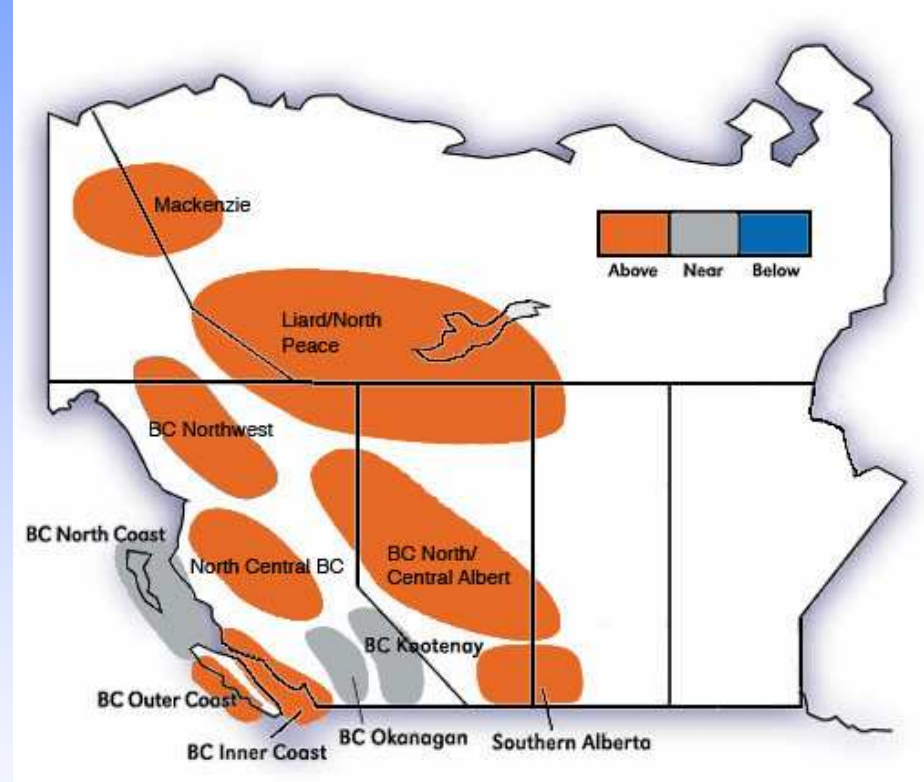 Mackenzie
Above Near Below
Liard/North
Peace
BC Northwest
BC North Coast
North Central BC
BC North/
Central Albert
BC Kootenay
BC Outer Coast
BC Inner Coast
BC Okanagan
Southern Alberta